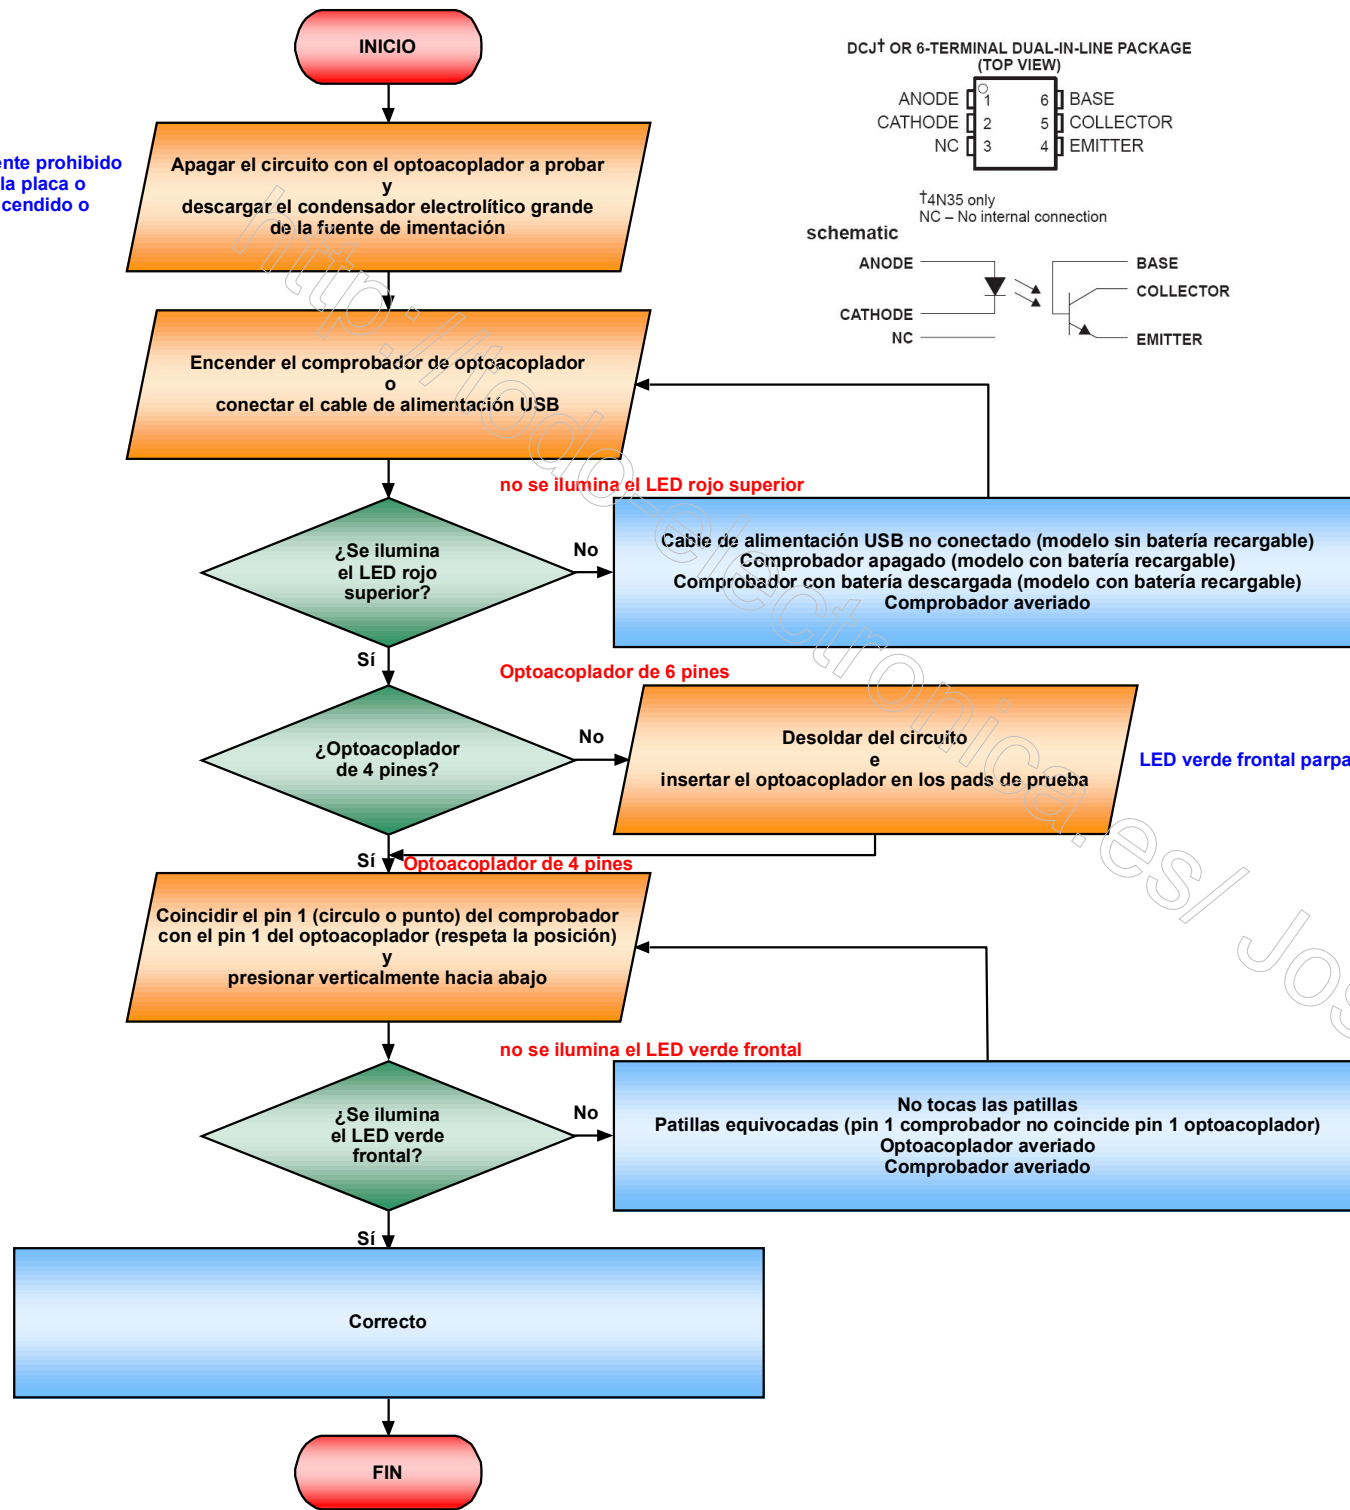 INICIO
DCJ† OR 6-TERMINAL DUAL-IN-LINE PACKAGE
(TOP VIEW)
ANODE 1 6 BASE
CATHODE 2 5 COLLECTOR
NC 3 4 EMITTER
†4N35 only
NC – No internal connection
schematic
ANODE
CATHODE
NC
BASE
COLLECTOR
EMITTER
prohibido
la placa o
o
Apagar el circuito con el optoacoplador a probar
y
descargar el condensador electrolítico grande
de la fuente de imentación
Encender el comprobador de optoacoplador
o
conectar el cable de alimentación USB
no se ilumina el LED rojo superior
¿Se ilumina
el LED rojo
superior?
No
Cable de alimentación USB no conectado (modelo sin batería recargable)
Comprobador apagado (modelo con batería recargable)
Comprobador con batería descargada (modelo con batería recargable)
Comprobador averiado
Sí
Optoacoplador de 6 pines
¿Optoacoplador
de 4 pines?
No
Desoldar del circuito
e
insertar el optoacoplador en los pads de prueba
LED verde frontal
Sí
Optoacoplador de 4 pines
Coincidir el pin 1 (circulo o punto) del comprobador
con el pin 1 del optoacoplador (respeta la posición)
y
presionar verticalmente hacia abajo
no se ilumina el LED verde frontal
¿Se ilumina
el LED verde
frontal?
No
No tocas las patillas
Patillas equivocadas (pin 1 comprobador no coincide pin 1 optoacoplador)
Optoacoplador averiado
Comprobador averiado
Sí
Correcto
FIN
http://todo-electronica.es/